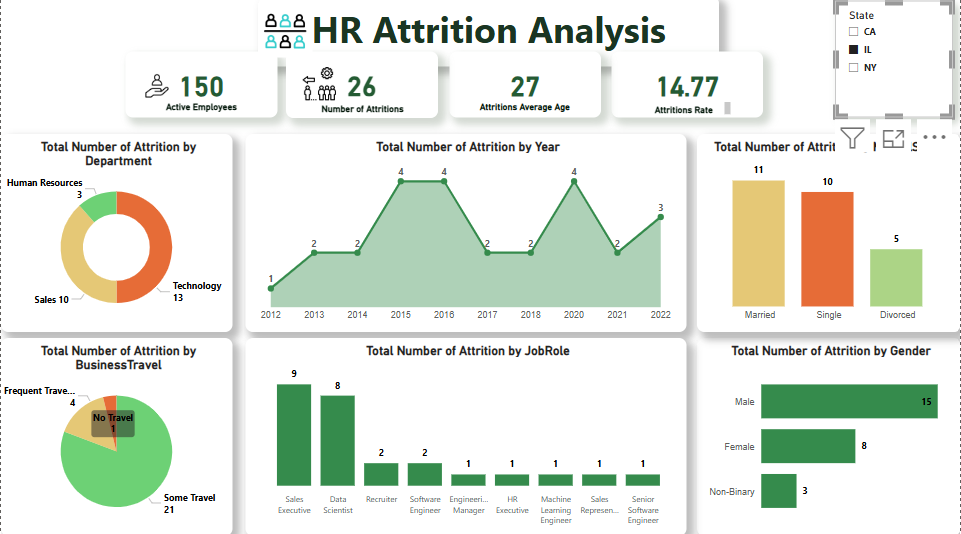 HR Attrition Analysis
State
CA
IL
NY
150
Active Employees
26
Number of Attritions
27
Attritions Average Age
14.77
Attritions Rate
Total Number of Attrition by
Department
Human Resources
3
Sales 10
Technology
13
Total Number of Attrition by Year
1
2
2
4
4
2
2
4
2
3
2012
2013
2014
2015
2016
2017
2018
2020
2021
2022
Total Number of Attrit
11
10
5
Married
Single
Divorced
Total Number of Attrition by
BusinessTravel
Frequent Trave...
4
No Travel
1
Some Travel
21
Total Number of Attrition by JobRole
9
8
2
2
1
1
1
1
1
Sales
Executive
Data
Scientist
Recruiter
Software
Engineer
Engineeri...
Manager
HR
Executive
Machine
Learning
Engineer
Sales
Represen...
Senior
Software
Engineer
Total Number of Attrition by Gender
Male
15
Female
8
Non-Binary
3